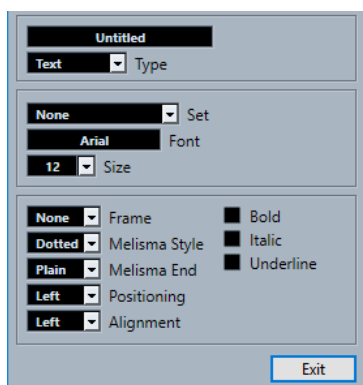 Untitled
Text Type
None Set
Arial Font
12 Size
None Frame Bold
Dotted Melisma Style Italic
Plain Melisma End Underline
Left Positioning
Left Alignment
Exit